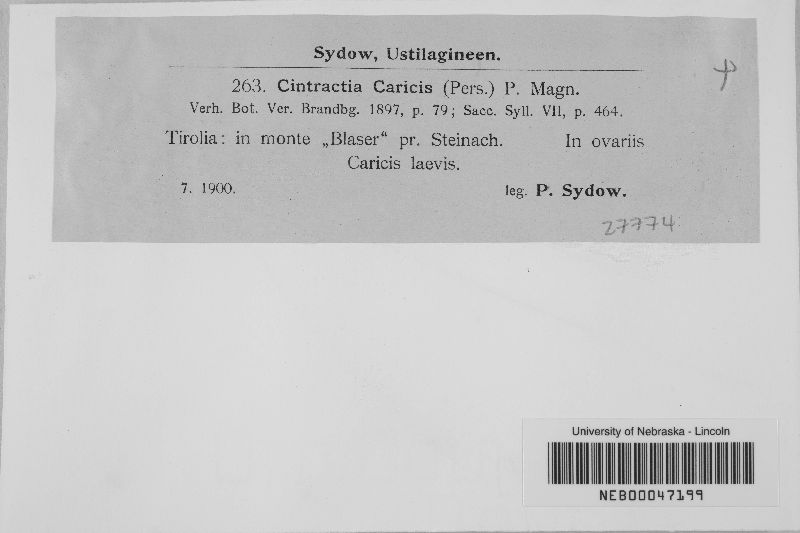 Sydow, Ustilagineen.
263. Cintractia Caricis (Pers.) P. Magn.
Verh. Bot. Ver. Brandbg. 1897, p. 79; Sacc. Syll. VII, p. 464.
Tirolia: in monte „Blaser“ pr. Steinach. In ovariis
Caricis laevis.
7. 1900. leg. P. Sydow.
27774
University of Nebraska - Lincoln
NEB00047199